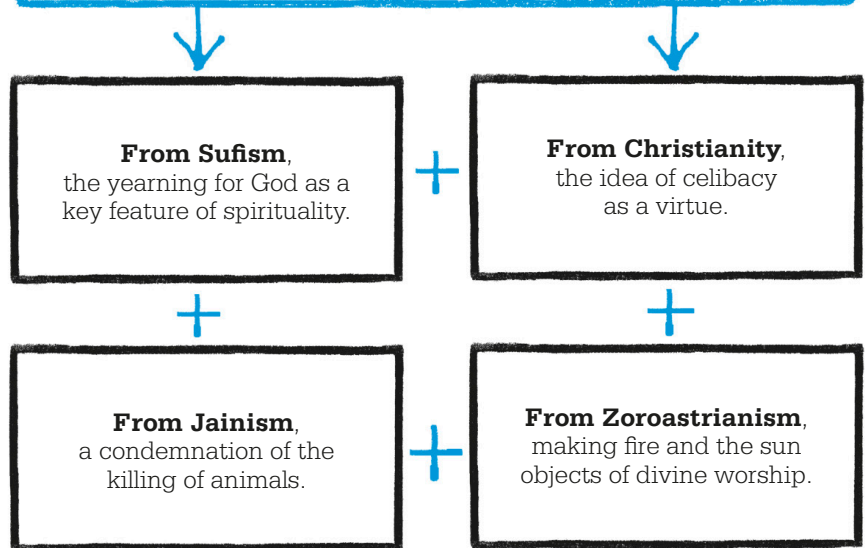 From Sufism,
the yearning for God as a
key feature of spirituality.
From Christianity,
the idea of celibacy
as a virtue.
From Jainism,
a condemnation of the
killing of animals.
From Zoroastrianism,
making fire and the sun
objects of divine worship.